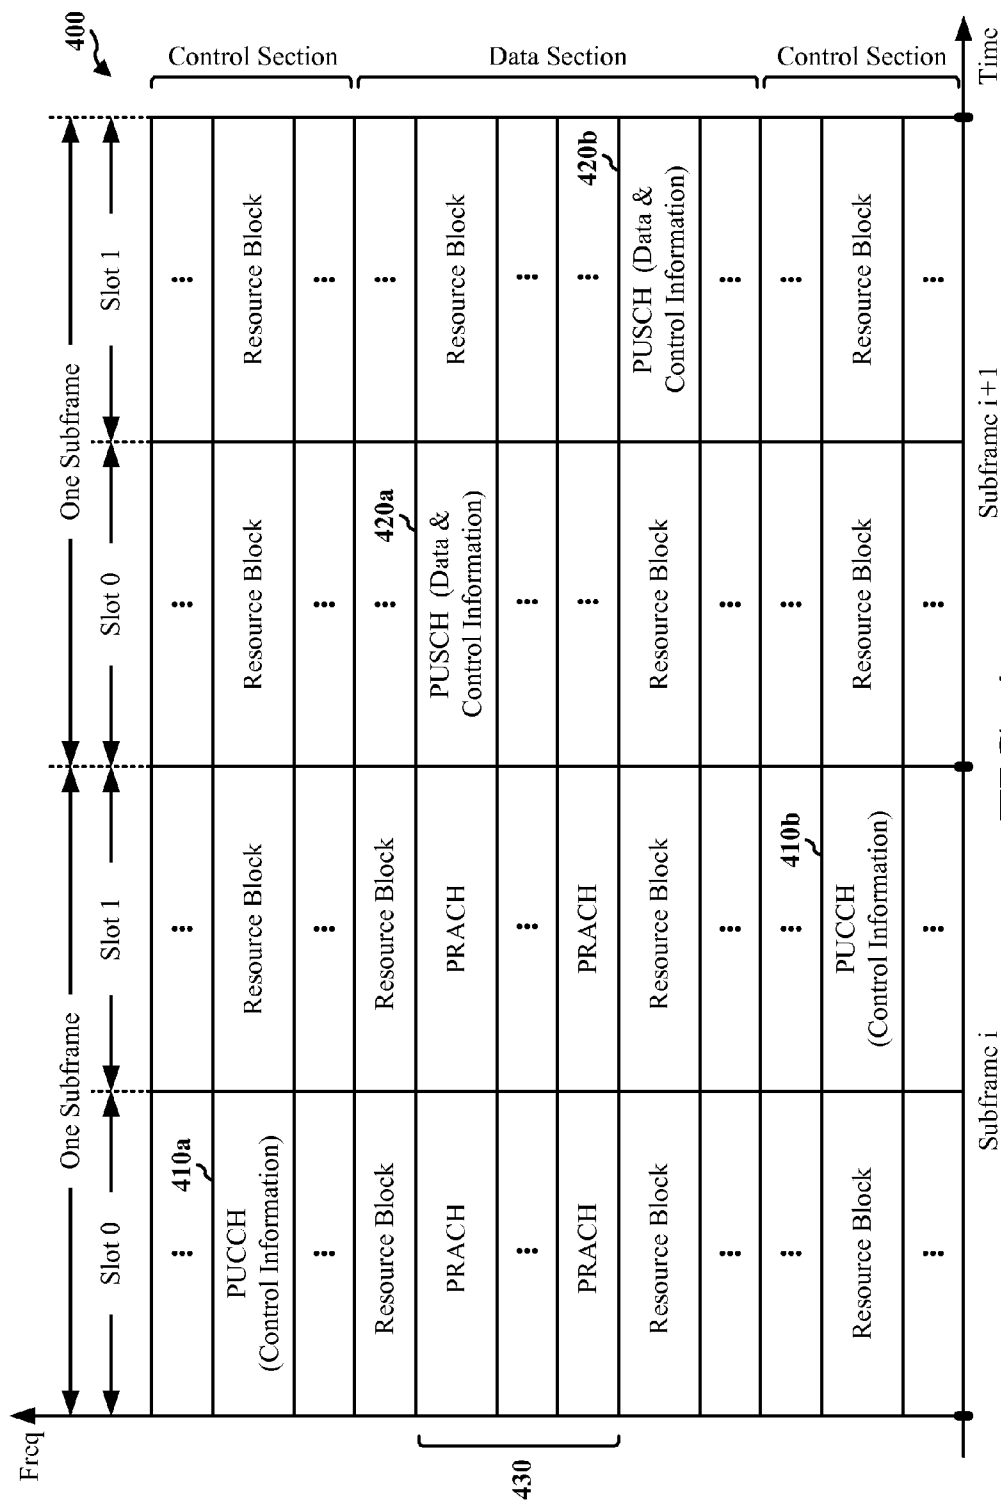 400
Freq
One Subframe
One Subframe
Slot 0
Slot 1
Slot 0
Slot 1
410a
PUCCH
(Control Information)
Resource Block
Resource Block
Resource Block
Control Section
Resource Block
Resource Block
420a
PRACH
PRACH
PUSCH (Data &
Control Information)
Resource Block
430
Data Section
PRACH
PRACH
420b
Resource Block
Resource Block
Resource Block
PUSCH (Data &
Control Information)
410b
Resource Block
PUCCH
(Control Information)
Resource Block
Resource Block
Control Section
Subframe i
Subframe i+1
Time